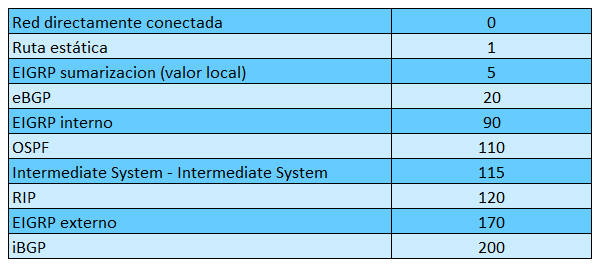 Red directamente conectada 0
Ruta estática 1
EIGRP sumarizacion (valor local) 5
eBGP 20
EIGRP interno 90
OSPF 110
Intermediate System - Intermediate System 115
RIP 120
EIGRP externo 170
iBGP 200